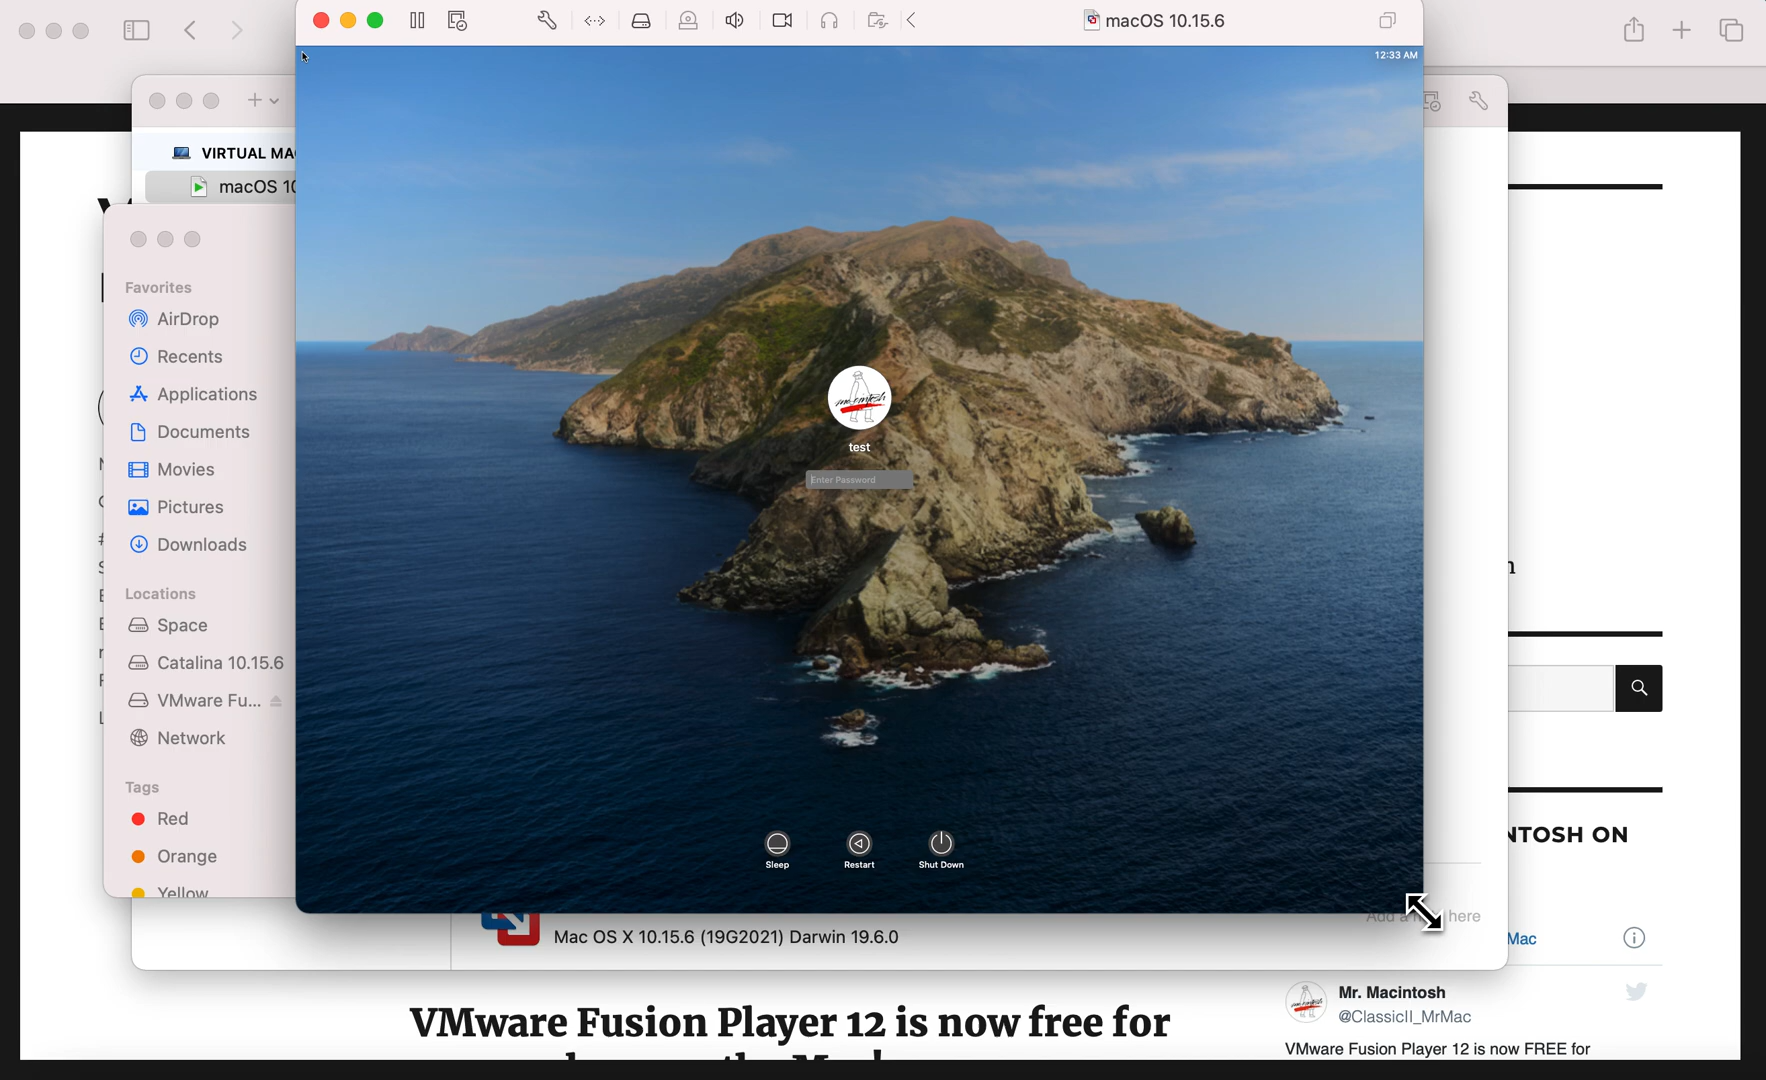 macOS 10.15.6
12:33 AM
VIRTUAL MA
macOS 10
Favorites
AirDrop
Recents
Applications
Documents
Movies
Pictures
Downloads
Locations
Space
Catalina 10.15.6
VMware Fu...
Network
Tags
Red
Orange
Yellow
test
Enter Password
Sleep
Restart
Shut Down
NTOSH ON
Add a
here
Mac OS X 10.15.6 (19G2021) Darwin 19.6.0
Mac
Mr. Macintosh
@ClassicII_MrMac
VMware Fusion Player 12 is now FREE for
VMware Fusion Player 12 is now free for